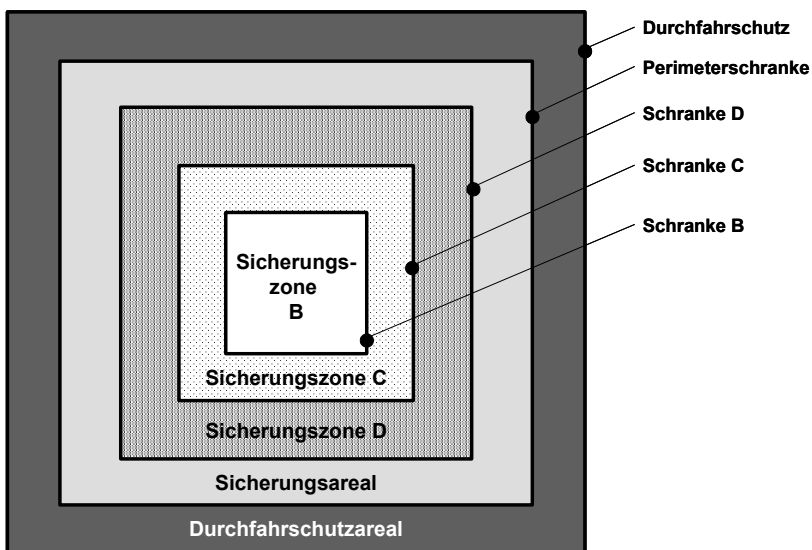 Durchfahrschutz
Perimeterschranke
Schranke D
Schranke C
Schranke B
Sicherungs-
zone
B
Sicherungszone C
Sicherungszone D
Sicherungsareal
Durchfahrschutzareal